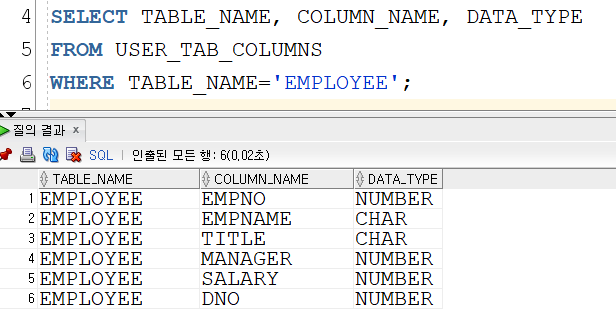 4 SELECT TABLE_NAME, COLUMN_NAME, DATA_TYPE
5 FROM USER_TAB_COLUMNS
6 WHERE TABLE_NAME='EMPLOYEE';
질의 결과 x
SQL | 인출된 모든 행: 6(0,02초)
TABLE_NAME COLUMN_NAME DATA_TYPE
1 EMPLOYEE EMPNO NUMBER
2 EMPLOYEE EMPNAME CHAR
3 EMPLOYEE TITLE CHAR
4 EMPLOYEE MANAGER NUMBER
5 EMPLOYEE SALARY NUMBER
6 EMPLOYEE DNO NUMBER